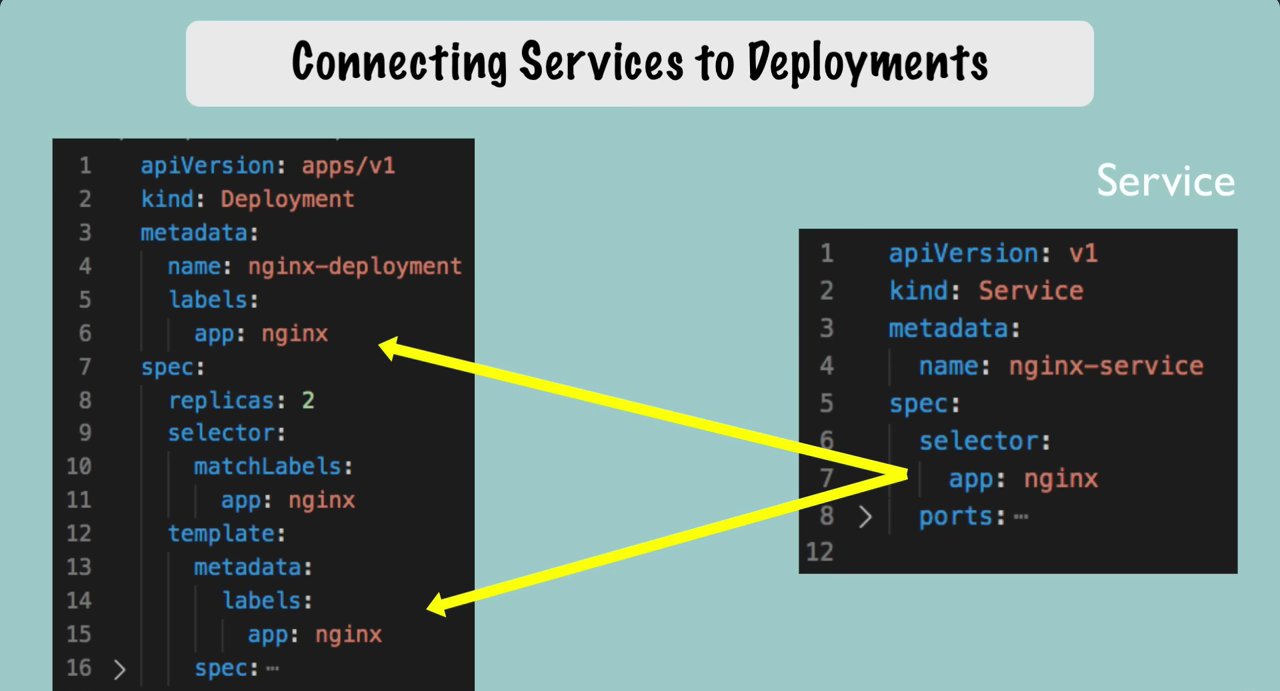 Connecting Services to Deployments
1 apiVersion: apps/v1
2 kind: Deployment
3 metadata:
4 name: nginx-deployment
5 labels:
6 app: nginx
7 spec:
8 replicas: 2
9 selector:
10 matchLabels:
11 app: nginx
12 template:
13 metadata:
14 labels:
15 app: nginx
16 > spec:⋯
Service
1 apiVersion: v1
2 kind: Service
3 metadata:
4 name: nginx-service
5 spec:
6 selector:
7 app: nginx
8 > ports:⋯
12